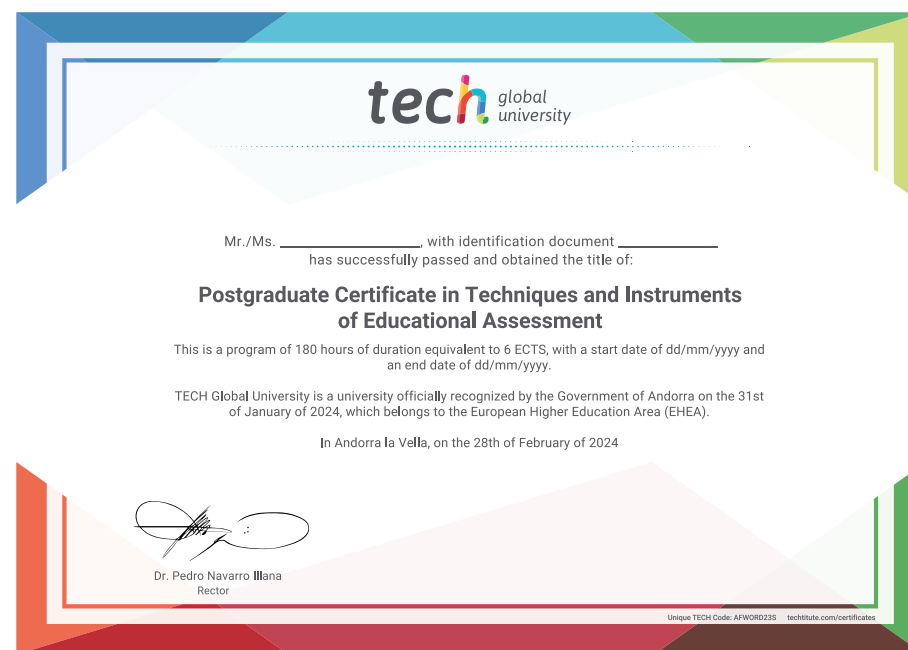 tech global university
Mr./Ms. ____________________, with identification document ______________
has successfully passed and obtained the title of:
Postgraduate Certificate in Techniques and Instruments
of Educational Assessment
This is a program of 180 hours of duration equivalent to 6 ECTS, with a start date of dd/mm/yyyy and
an end date of dd/mm/yyyy.
TECH Global University is a university officially recognized by the Government of Andorra on the 31st
of January of 2024, which belongs to the European Higher Education Area (EHEA).
In Andorra la Vella, on the 28th of February of 2024
Dr. Pedro Navarro Illana
Rector
Unique TECH Code: AFWORD23S techtitute.com/certificates